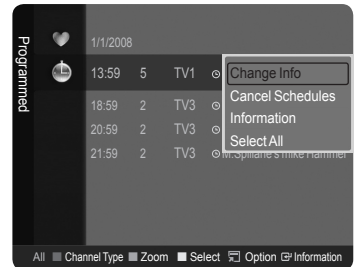 Programmed
1/1/2008
13:59 5 TV1 Change Info
Cancel Schedules
18:59 2 TV3 Information
20:59 2 TV3 Select All
21:59 2 TV3 M.Spillane's mike Hammer
All Channel Type Zoom Select Option Information